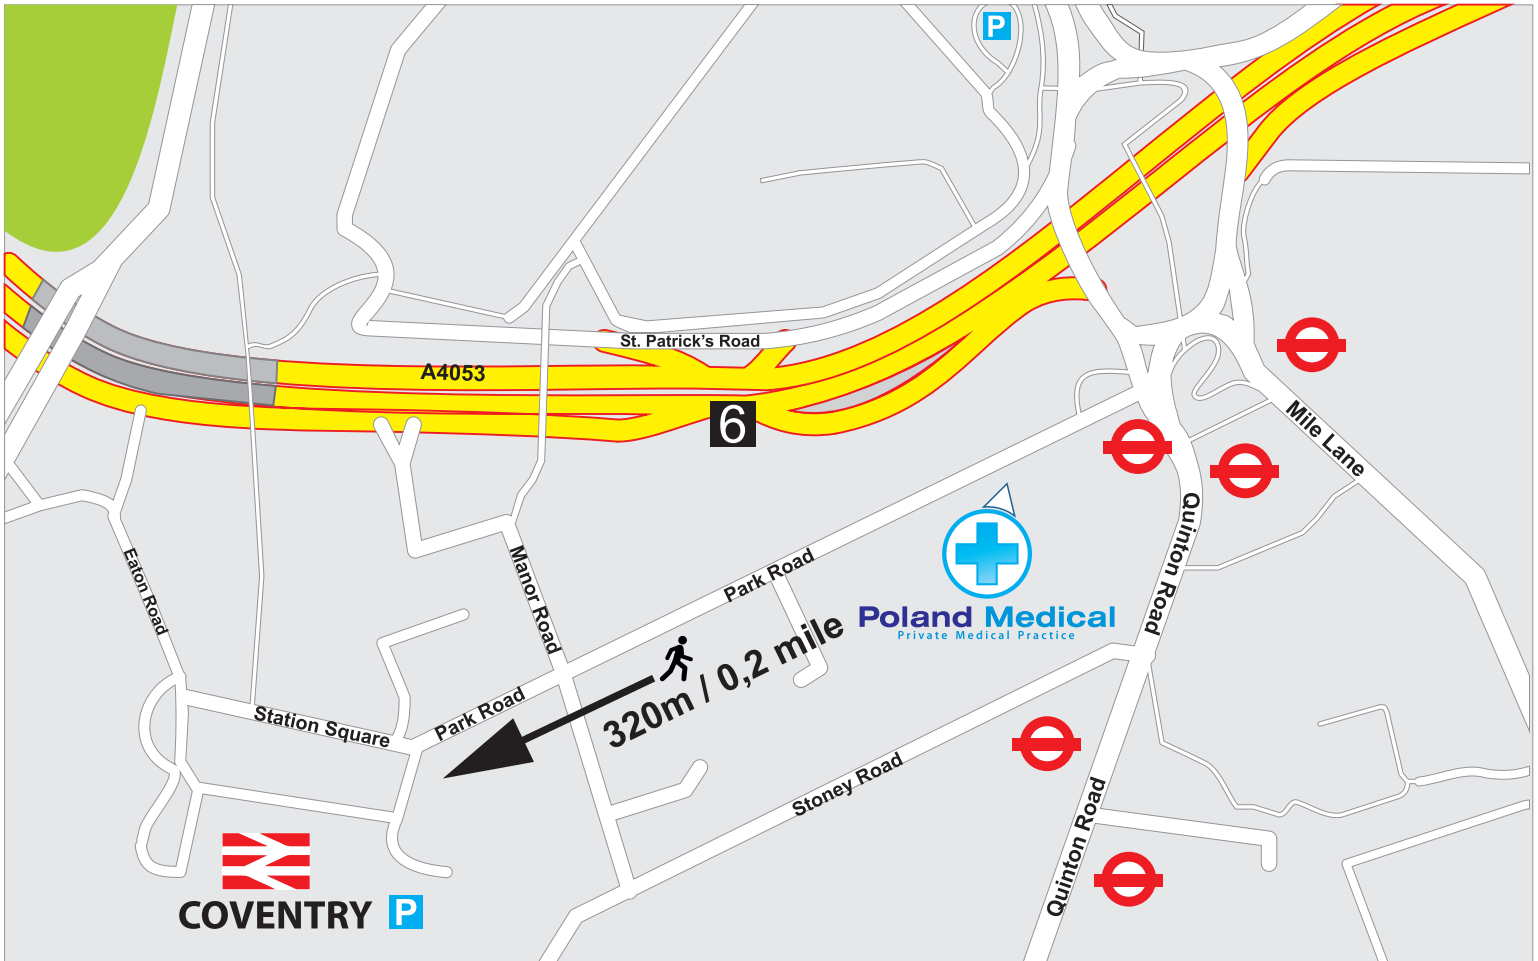 P
St. Patrick's Road
A4053
6
Mile Lane
Quinton Road
Eaton Road
Manor Road
Park Road
Poland Medical
Private Medical Practice
320m / 0,2 mile
Park Road
Station Square
Stoney Road
Quinton Road
COVENTRY
P